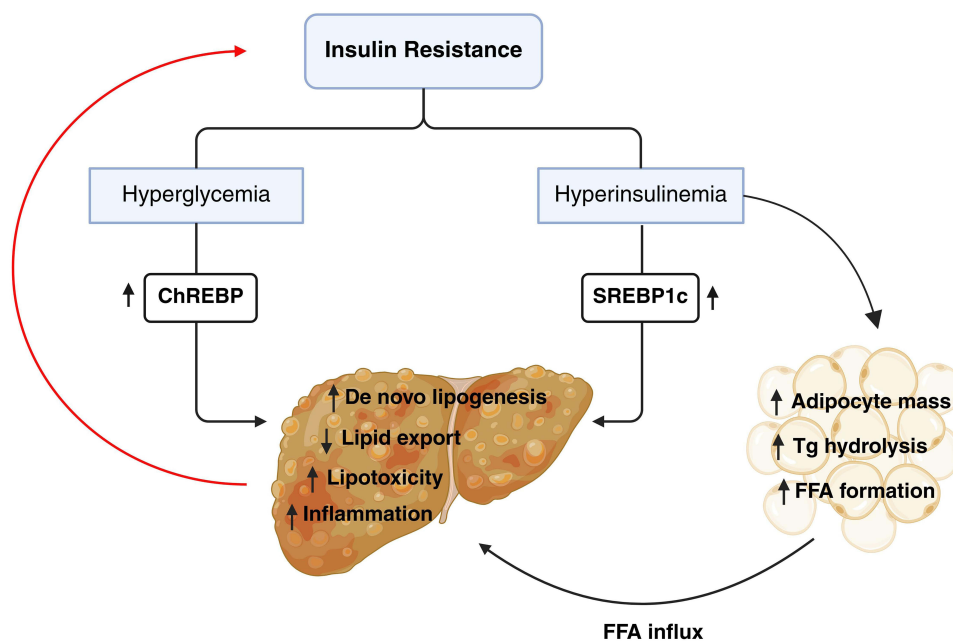 Insulin Resistance
Hyperglycemia
Hyperinsulinemia
↑ ChREBP
SREBP1c ↑
↑ De novo lipogenesis
↓ Lipid export
↑ Lipotoxicity
↑ Inflammation
↑ Adipocyte mass
↑ Tg hydrolysis
↑ FFA formation
FFA influx